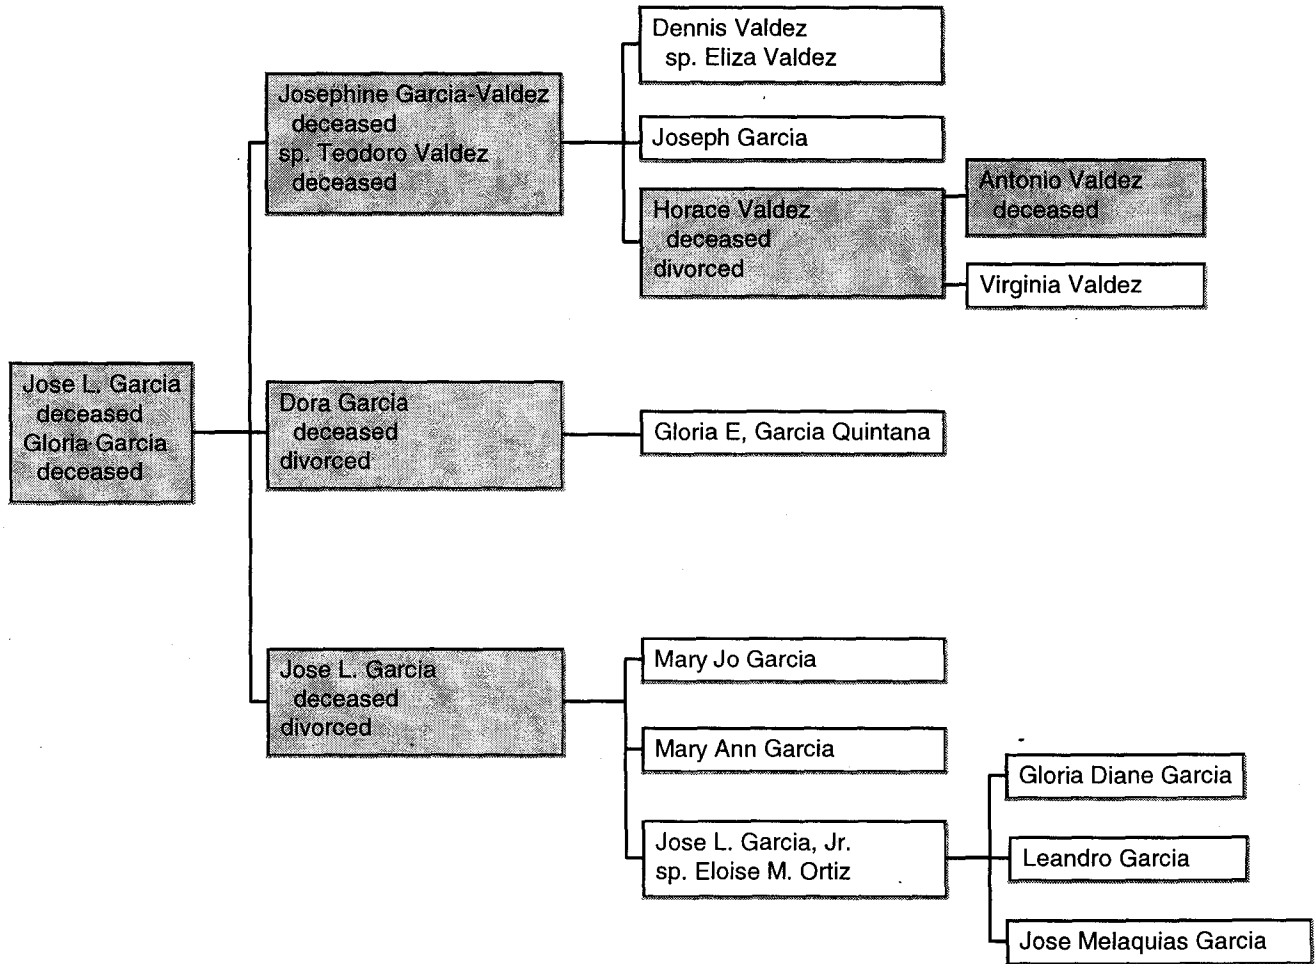 Dennis Valdez
sp. Eliza Valdez
Josephine Garcia-Valdez
deceased
sp. Teodoro Valdez
deceased
Joseph Garcia
Horace Valdez
deceased
divorced
Antonio Valdez
deceased
Virginia Valdez
Jose L. Garcia
deceased
Gloria Garcia
deceased
Dora Garcia
deceased
divorced
Gloria E, Garcia Quintana
Jose L. Garcia
deceased
divorced
Mary Jo Garcia
Mary Ann Garcia
Jose L. Garcia, Jr.
sp. Eloise M. Ortiz
Gloria Diane Garcia
Leandro Garcia
Jose Melaquias Garcia